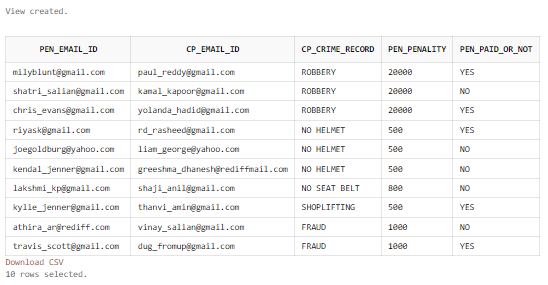 View created.
PEN_EMAIL_ID CP_EMAIL_ID CP_CRIME_RECORD PEN_PENALITY PEN_PAID_OR_NOT
milyblunt@gmail.com paul_reddy@gmail.com ROBBERY 20000 YES
shatri_salian@gmail.com kamal_kapoor@gmail.com ROBBERY 20000 NO
chris_evans@gmail.com yolanda_hadid@gmail.com ROBBERY 20000 YES
riyask@gmail.com rd_rasheed@gmail.com NO HELMET 500 YES
joegoldburg@yahoo.com liam_george@yahoo.com NO HELMET 500 NO
kendal_jenner@gmail.com greeshma_dhanesh@rediffmail.com NO HELMET 500 NO
lakshmi_kp@gmail.com shaji_anil@gmail.com NO SEAT BELT 800 NO
kylie_jenner@gmail.com thanvi_amin@gmail.com SHOPLIFTING 500 YES
athira_ar@rediff.com vinay_salian@gmail.com FRAUD 1000 NO
travis_scott@gmail.com dug_fromup@gmail.com FRAUD 1000 YES
Download CSV
10 rows selected.